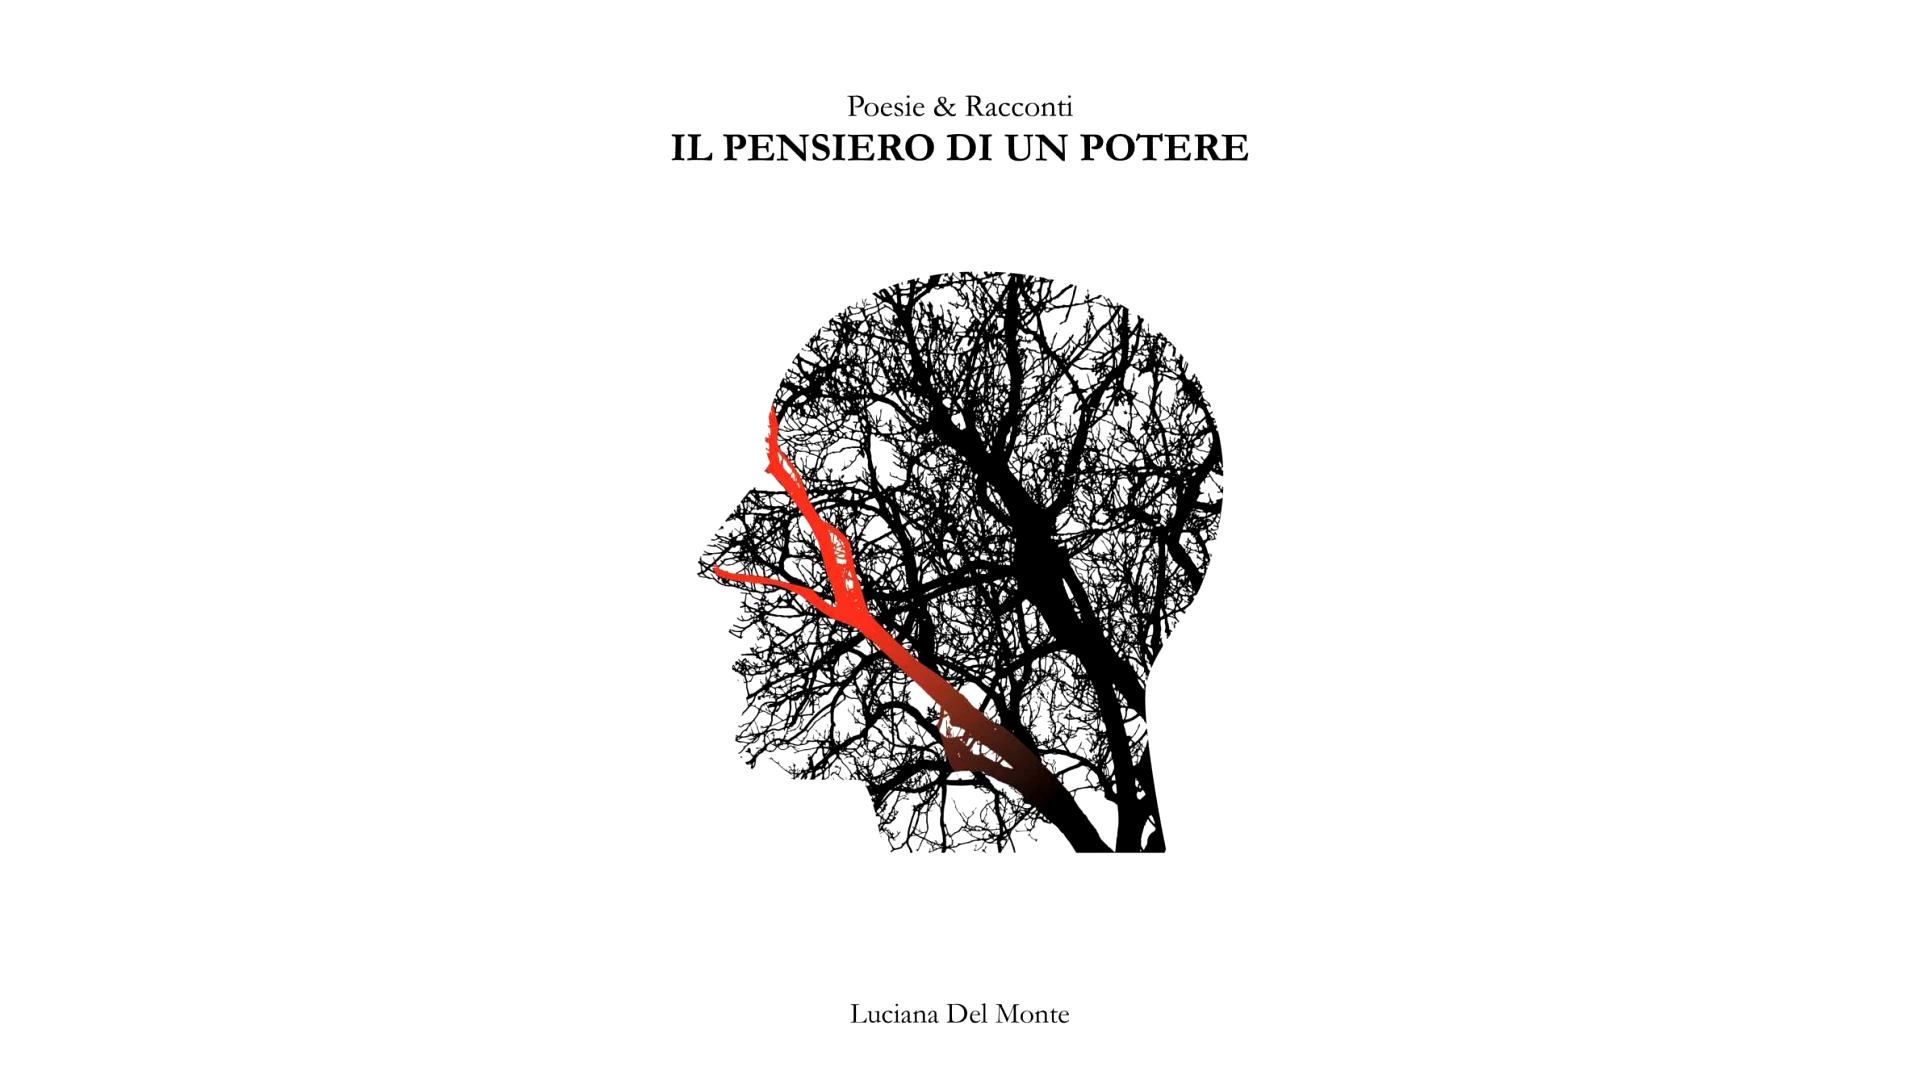 Poesie & Racconti
IL PENSIERO DI UN POTERE
Luciana Del Monte